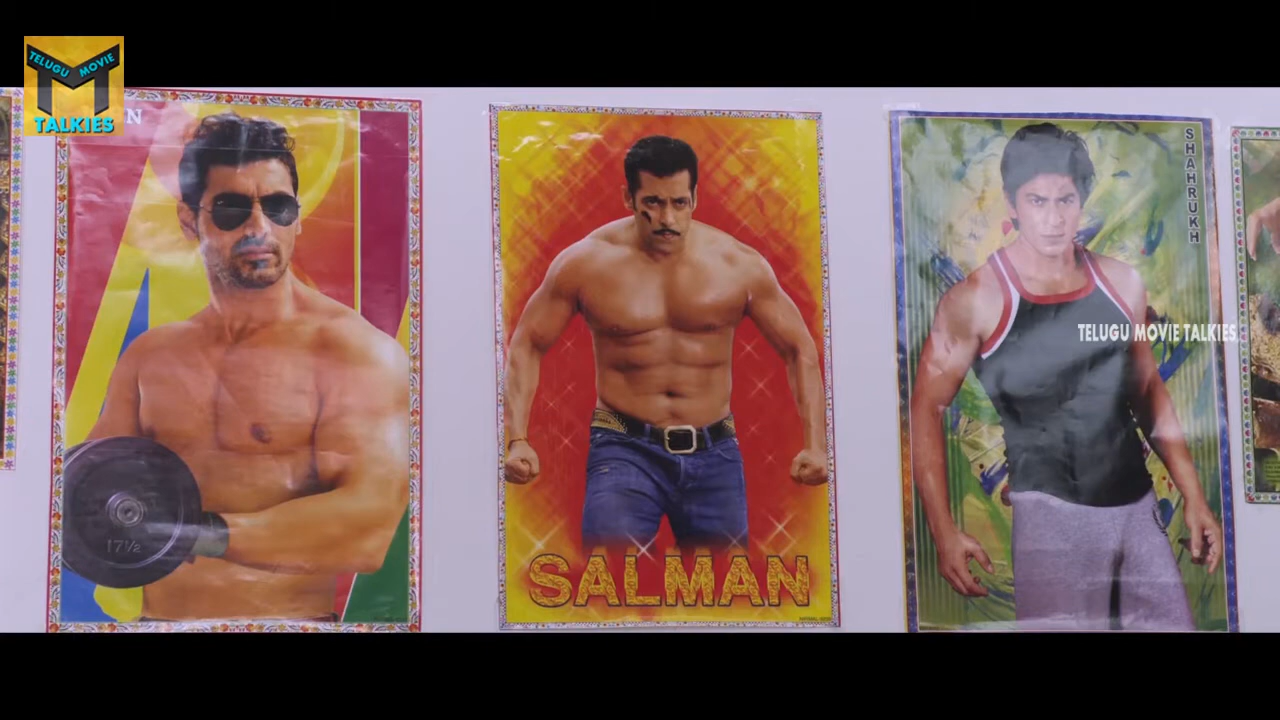 TELUGU MOVIE
TALKIES
N
SALMAN
SHAHRUKH
TELUGU MOVIE TALKIES
17½